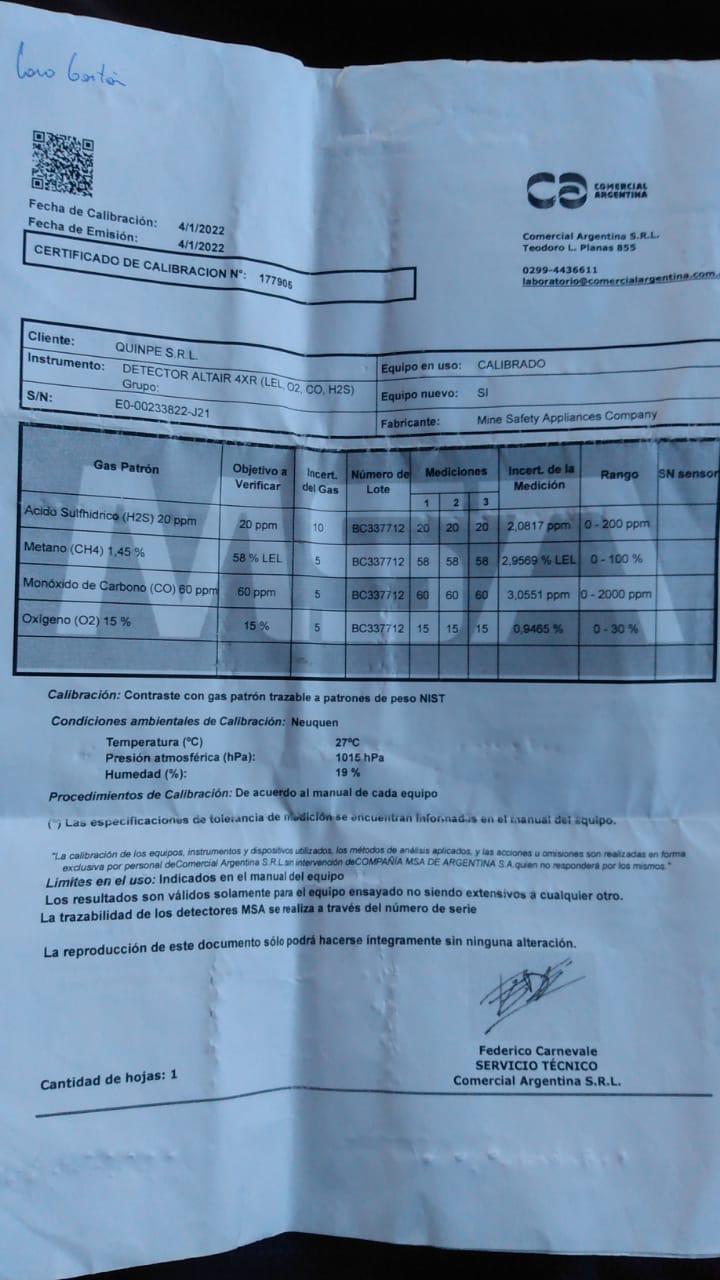 COMERCIAL
ARGENTINA
Fecha de Calibración: 4/1/2022
Fecha de Emisión: 4/1/2022
CERTIFICADO DE CALIBRACION N°: 177905
Comercial Argentina S.R.L.
Teodoro L. Planas 855
0299-4436611
laboratorio@comercialargentina.com.
Cliente: QUINPE S.R.L.
Instrumento: DETECTOR ALTAIR 4XR (LEL, O2, CO, H2S)
Grupo:
S/N: E0-00233822-J21
Equipo en uso: CALIBRADO
Equipo nuevo: SI
Fabricante: Mine Safety Appliances Company
Gas Patrón Objetivo a Verificar Incert. del Gas Número de Lote Mediciones 1 2 3 Incert. de la Medición Rango SN sensor
Acido Sulfhidrico (H2S) 20 ppm 20 ppm 10 BC337712 20 20 20 2,0817 ppm 0 - 200 ppm
Metano (CH4) 1,45 % 58 % LEL 5 BC337712 58 58 58 2,9569 % LEL 0 - 100 %
Monóxido de Carbono (CO) 60 ppm 60 ppm 5 BC337712 60 60 60 3,0551 ppm 0 - 2000 ppm
Oxigeno (O2) 15 % 15 % 5 BC337712 15 15 15 0,9465 % 0 - 30 %
MSA
Calibración: Contraste con gas patrón trazable a patrones de peso NIST
Condiciones ambientales de Calibración: Neuquen
Temperatura (ºC) 27ºC
Presión atmosférica (hPa): 1015 hPa
Humedad (%): 19 %
Procedimientos de Calibración: De acuerdo al manual de cada equipo
(*) Las especificaciones de tolerancia de medición se encuentran informadas en el manual del equipo.
"La calibración de los equipos, instrumentos y dispositivos utilizados, los métodos de análisis aplicados, y las acciones u omisiones son realizadas en forma
exclusiva por personal deComercial Argentina S.R.L sin intervención deCOMPAÑÍA MSA DE ARGENTINA S.A.quien no responderá por los mismos."
Limites en el uso: Indicados en el manual del equipo
Los resultados son válidos solamente para el equipo ensayado no siendo extensivos a cualquier otro.
La trazabilidad de los detectores MSA se realiza a través del número de serie
La reproducción de este documento sólo podrá hacerse íntegramente sin ninguna alteración.
Federico Carnevale
SERVICIO TÉCNICO
Comercial Argentina S.R.L.
Cantidad de hojas: 1